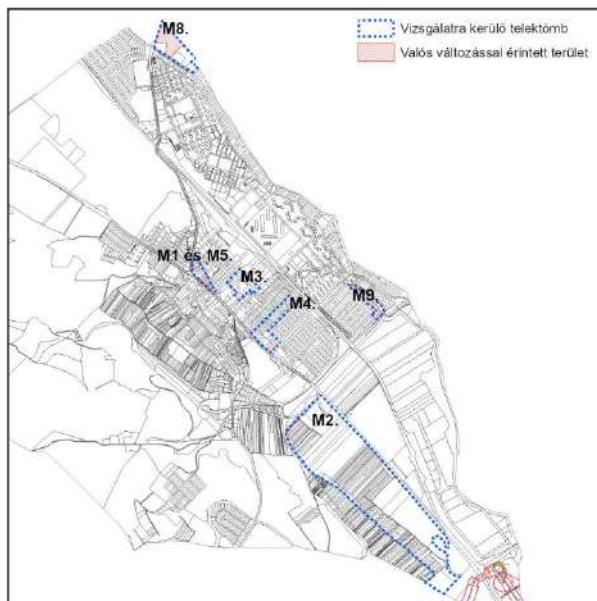 M8.
Vizsgálatra kerülő telektömb
Valós változással érintett terület
M1 és M5.
M3.
M4.
M9.
M2.